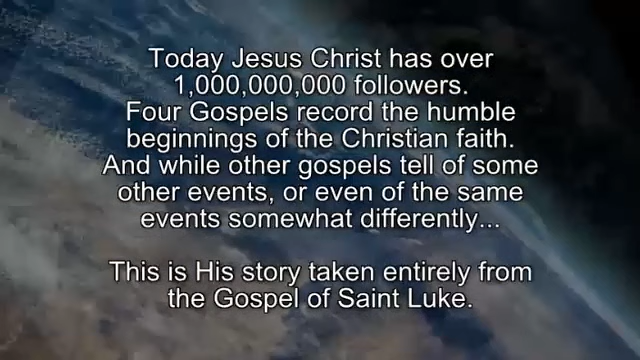 Today Jesus Christ has over
1,000,000,000 followers.
Four Gospels record the humble
beginnings of the Christian faith.
And while other gospels tell of some
other events, or even of the same
events somewhat differently...
This is His story taken entirely from
the Gospel of Saint Luke.